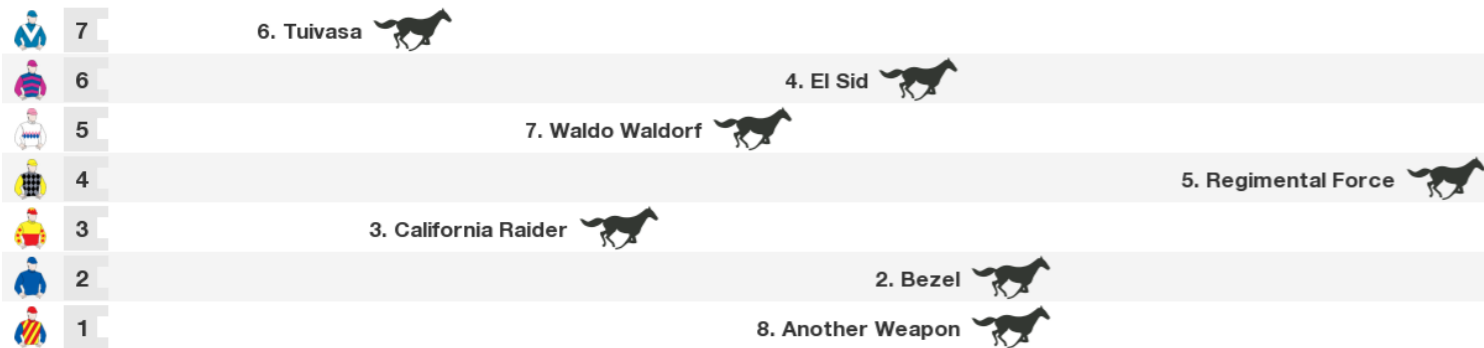 7 6. Tuivasa
6 4. El Sid
5 7. Waldo Waldorf
4 5. Regimental Force
3 3. California Raider
2 2. Bezel
1 8. Another Weapon